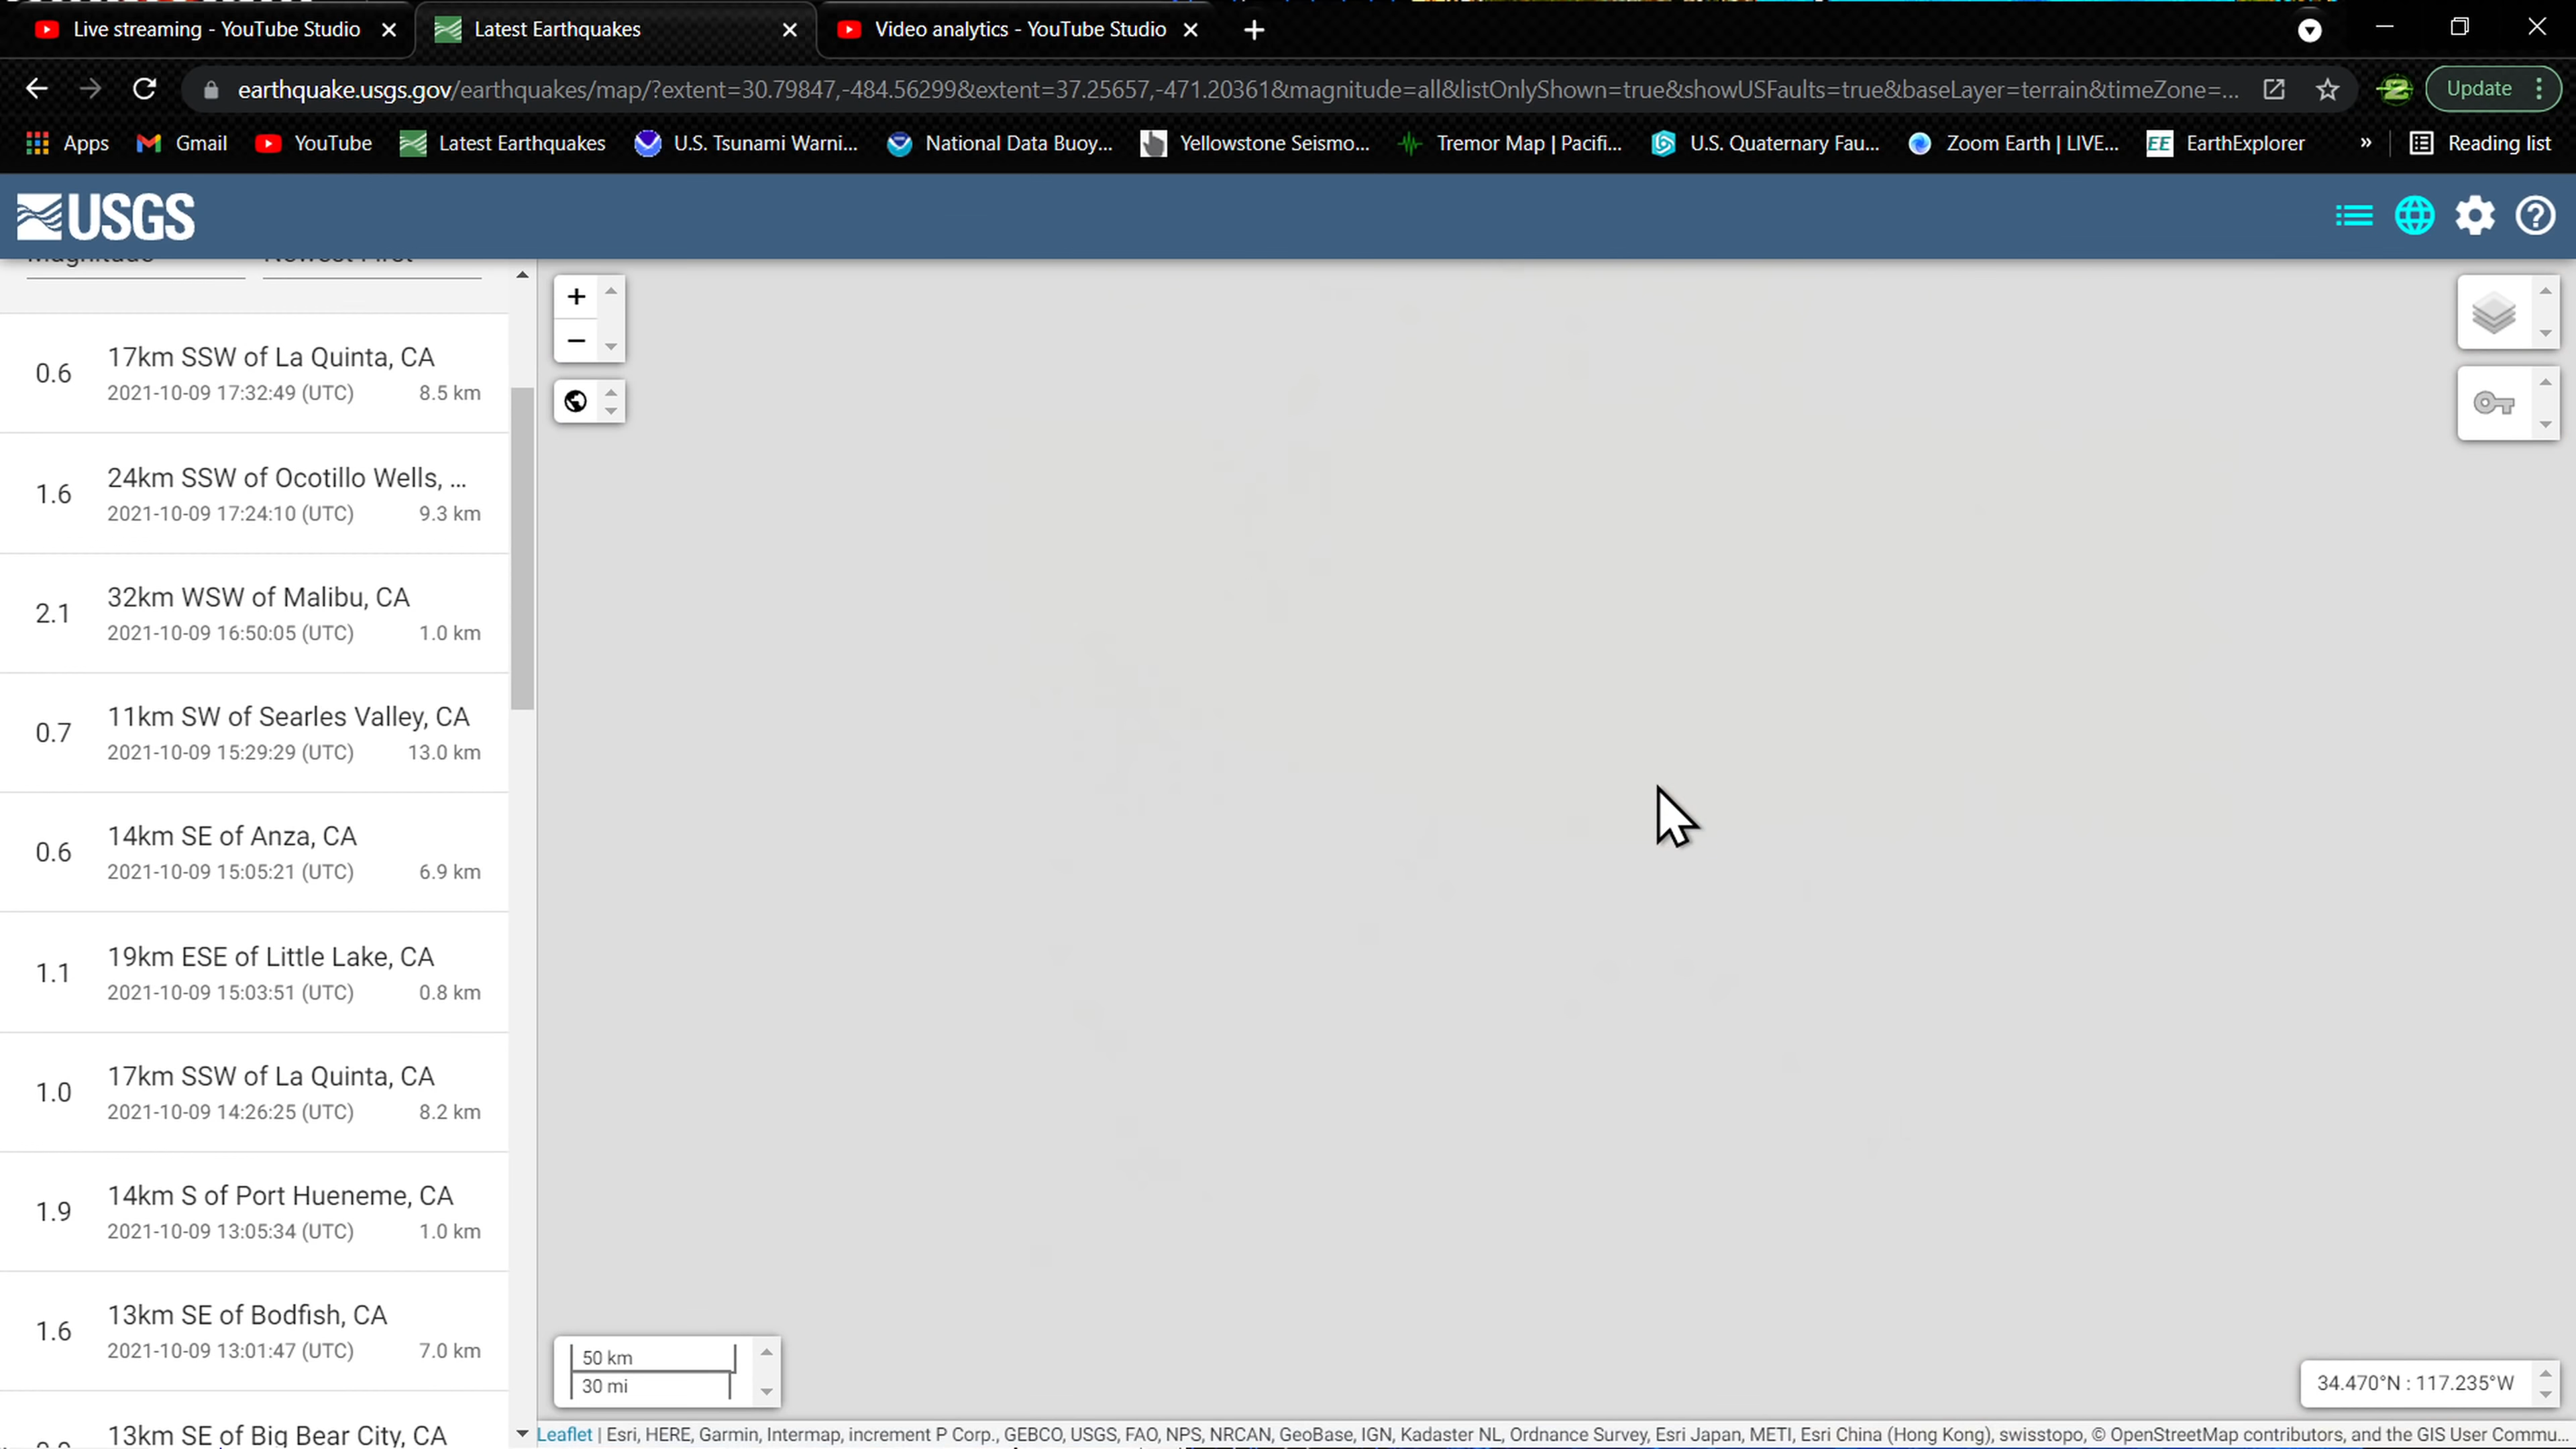 Live streaming - YouTube Studio
Latest Earthquakes
Video analytics - YouTube Studio
earthquake.usgs.gov/earthquakes/map/?extent=30.79847,-484.56299&extent=37.25657,-471.20361&magnitude=all&listOnlyShown=true&showUSFaults=true&baseLayer=terrain&timeZone=...
Update
Apps
Gmail
YouTube
Latest Earthquakes
U.S. Tsunami Warni...
National Data Buoy...
Yellowstone Seismo...
Tremor Map | Pacifi...
U.S. Quaternary Fau...
Zoom Earth | LIVE...
EE EarthExplorer
»
Reading list
USGS
Magnitude
Newest First
0.6
17km SSW of La Quinta, CA
2021-10-09 17:32:49 (UTC) 8.5 km
1.6
24km SSW of Ocotillo Wells, ...
2021-10-09 17:24:10 (UTC) 9.3 km
2.1
32km WSW of Malibu, CA
2021-10-09 16:50:05 (UTC) 1.0 km
0.7
11km SW of Searles Valley, CA
2021-10-09 15:29:29 (UTC) 13.0 km
0.6
14km SE of Anza, CA
2021-10-09 15:05:21 (UTC) 6.9 km
1.1
19km ESE of Little Lake, CA
2021-10-09 15:03:51 (UTC) 0.8 km
1.0
17km SSW of La Quinta, CA
2021-10-09 14:26:25 (UTC) 8.2 km
1.9
14km S of Port Hueneme, CA
2021-10-09 13:05:34 (UTC) 1.0 km
1.6
13km SE of Bodfish, CA
2021-10-09 13:01:47 (UTC) 7.0 km
13km SE of Big Bear City, CA
50 km
30 mi
34.470°N : 117.235°W
Leaflet | Esri, HERE, Garmin, Intermap, increment P Corp., GEBCO, USGS, FAO, NPS, NRCAN, GeoBase, IGN, Kadaster NL, Ordnance Survey, Esri Japan, METI, Esri China (Hong Kong), swisstopo, © OpenStreetMap contributors, and the GIS User Commu...